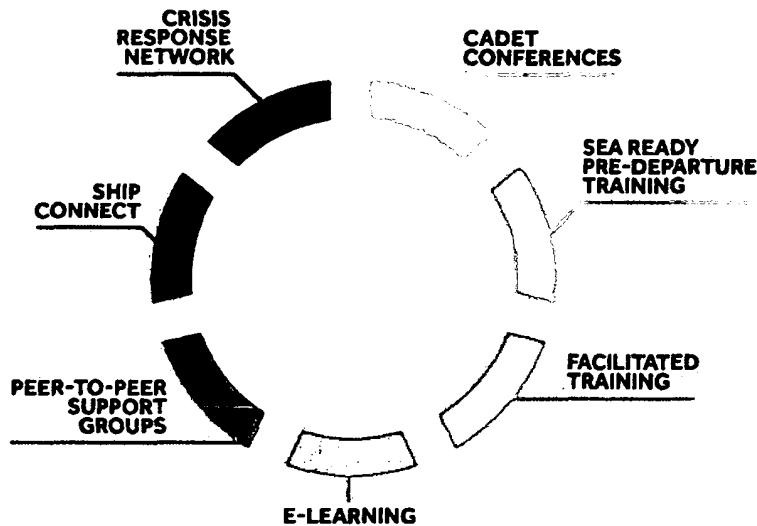 CRISIS
RESPONSE
NETWORK
CADET
CONFERENCES
SEA READY
PRE-DEPARTURE
TRAINING
SHIP
CONNECT
FACILITATED
TRAINING
PEER-TO-PEER
SUPPORT
GROUPS
E-LEARNING